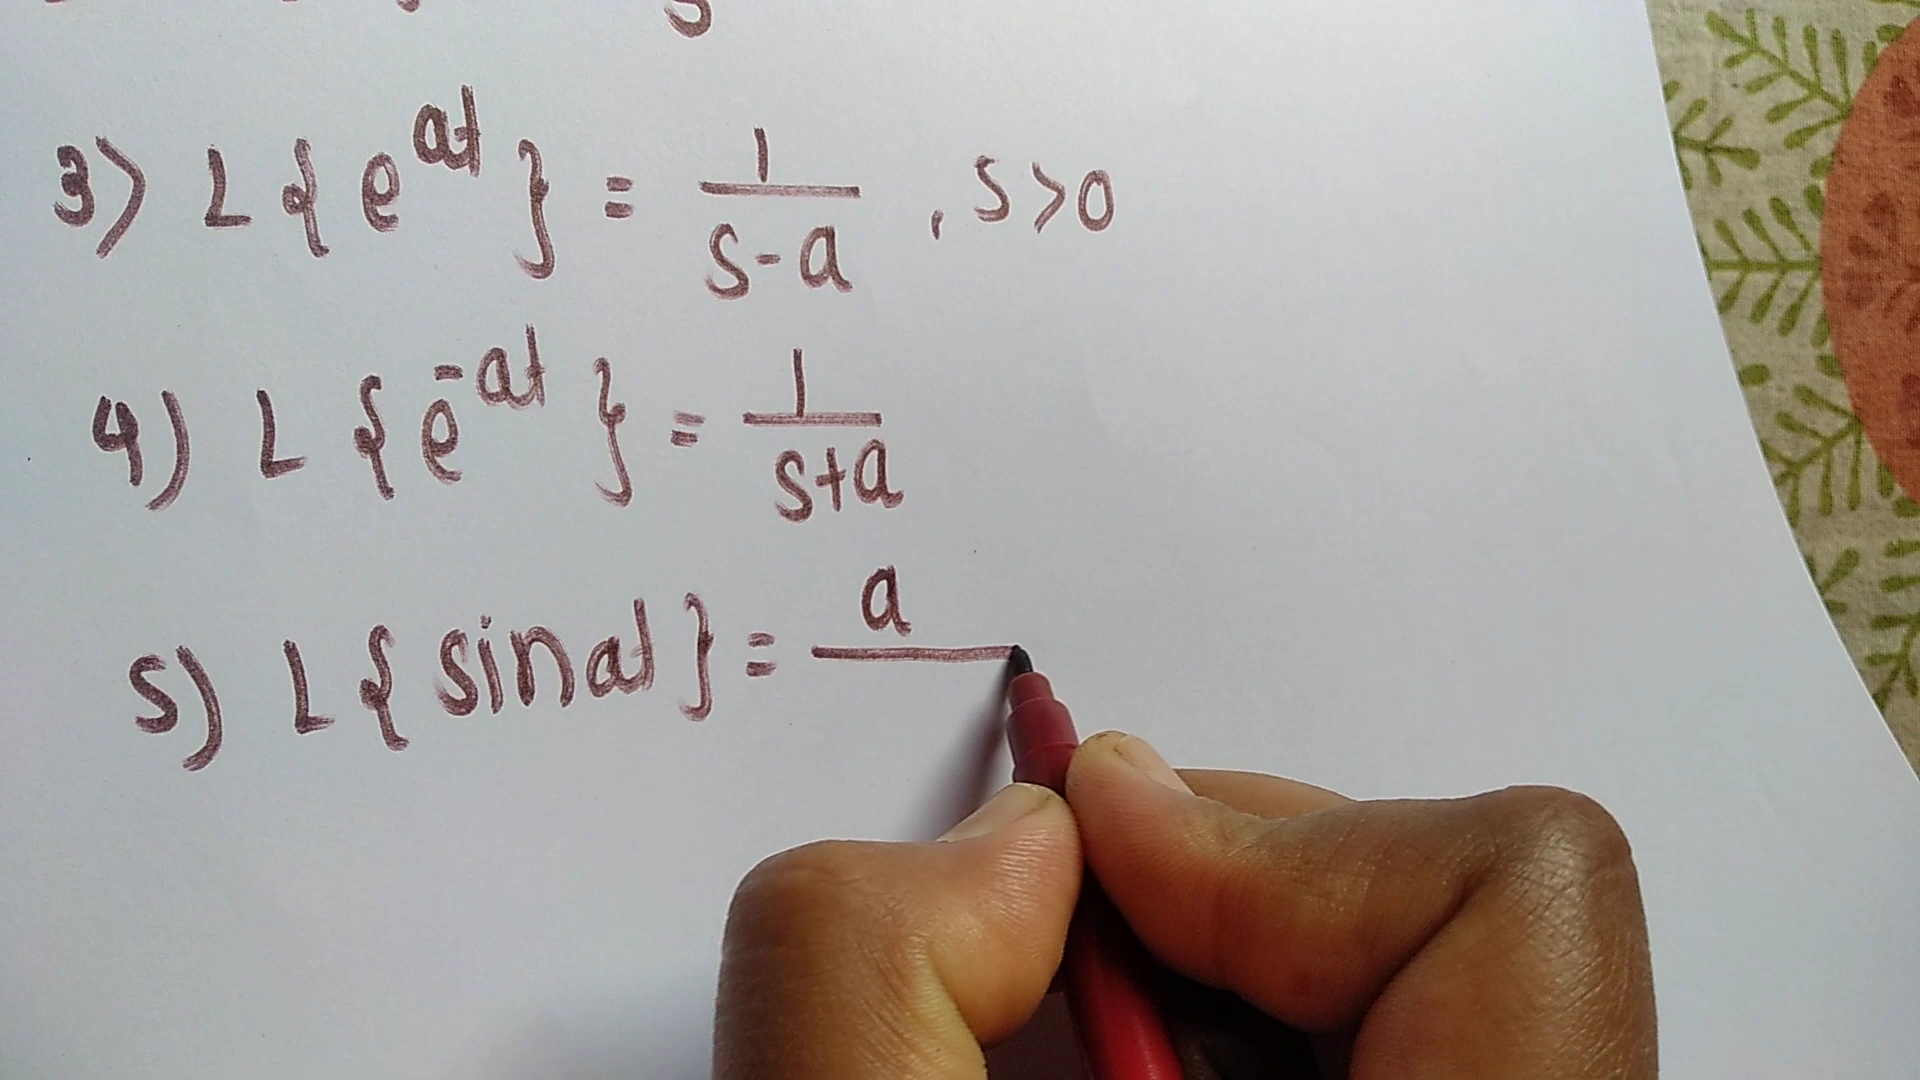 3) L{e^at} = 1/(s-a), s>0
4) L{e^-at} = 1/(s+a)
5) L{sin at} = a/